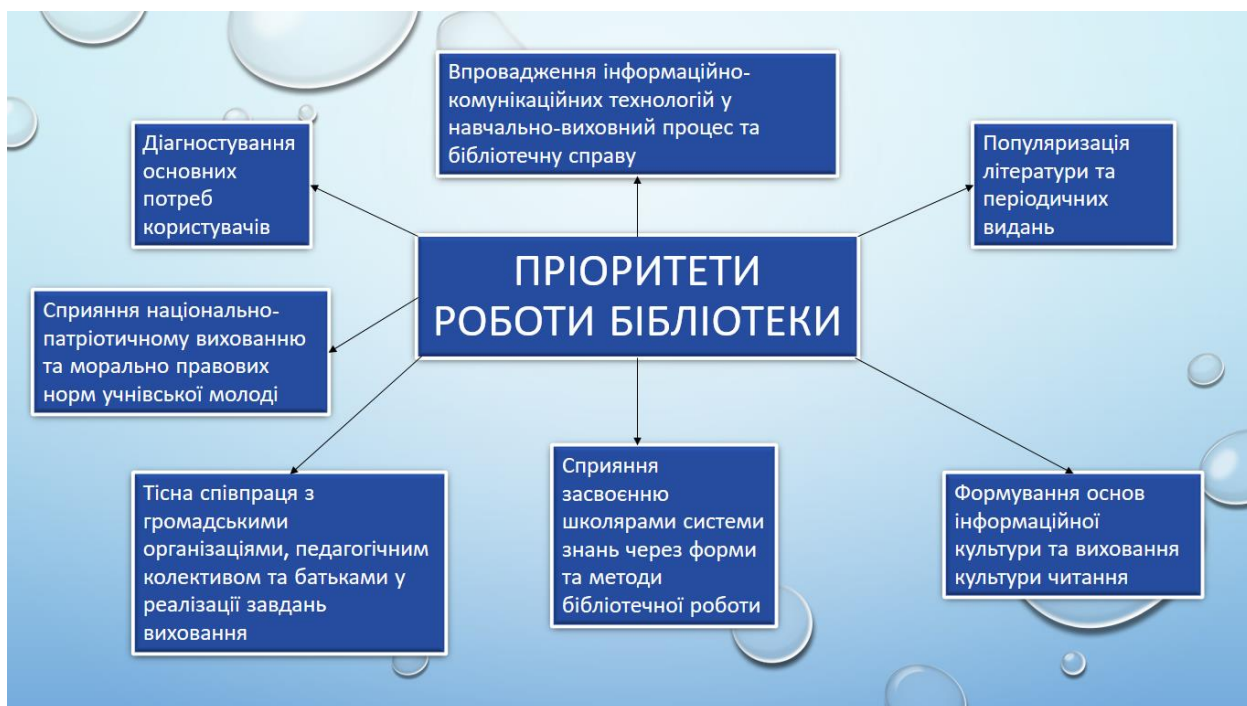 Впровадження інформаційно-
комунікаційних технологій у
навчально-виховний процес та
бібліотечну справу
Діагностування
основних
потреб
користувачів
Популяризація
літератури та
періодичних
видань
ПРІОРИТЕТИ
РОБОТИ БІБЛІОТЕКИ
Сприяння національно-
патріотичному вихованню
та морально правових
норм учнівської молоді
Тісна співпраця з
громадськими
організаціями, педагогічним
колективом та батьками у
реалізації завдань
виховання
Сприяння
засвоєнню
школярами системи
знань через форми
та методи
бібліотечної роботи
Формування основ
інформаційної
культури та виховання
культури читання